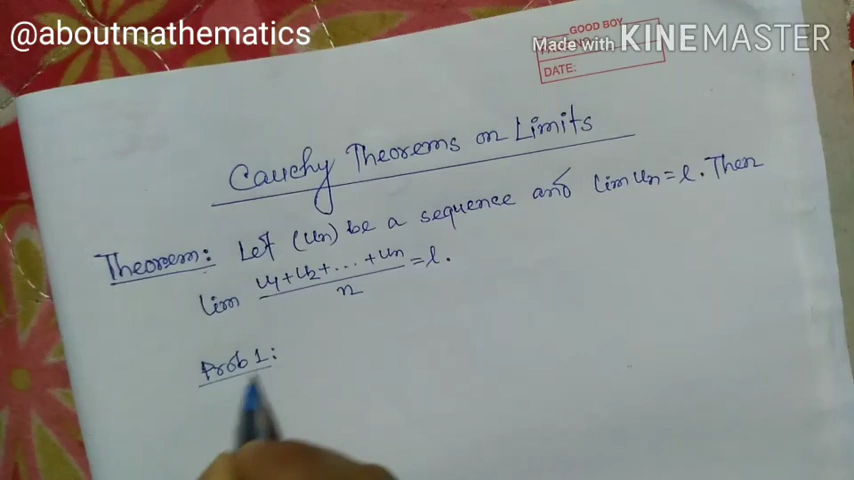 @aboutmathematics
GOOD BOY
Made with KINEMASTER
DATE:
Cauchy Theorems on Limits
Theorem: Let (un) be a sequence and lim un = l. Then
lim u1+u2+...+un / n = l.
Prob 1: